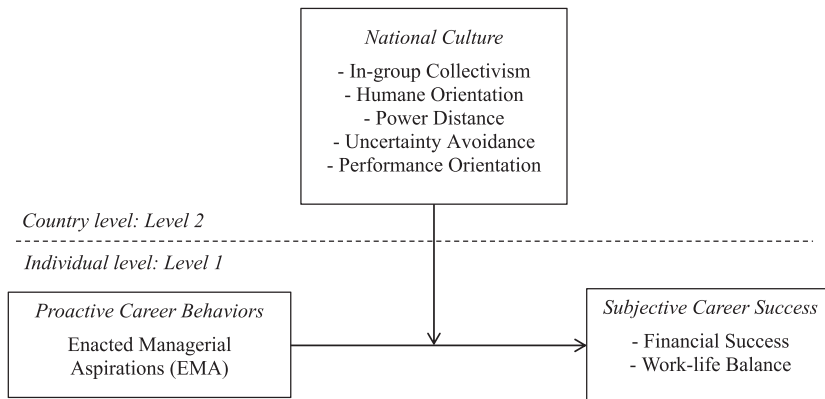 National Culture
- In-group Collectivism
- Humane Orientation
- Power Distance
- Uncertainty Avoidance
- Performance Orientation
Country level: Level 2
Individual level: Level 1
Proactive Career Behaviors
Enacted Managerial
Aspirations (EMA)
Subjective Career Success
- Financial Success
- Work-life Balance